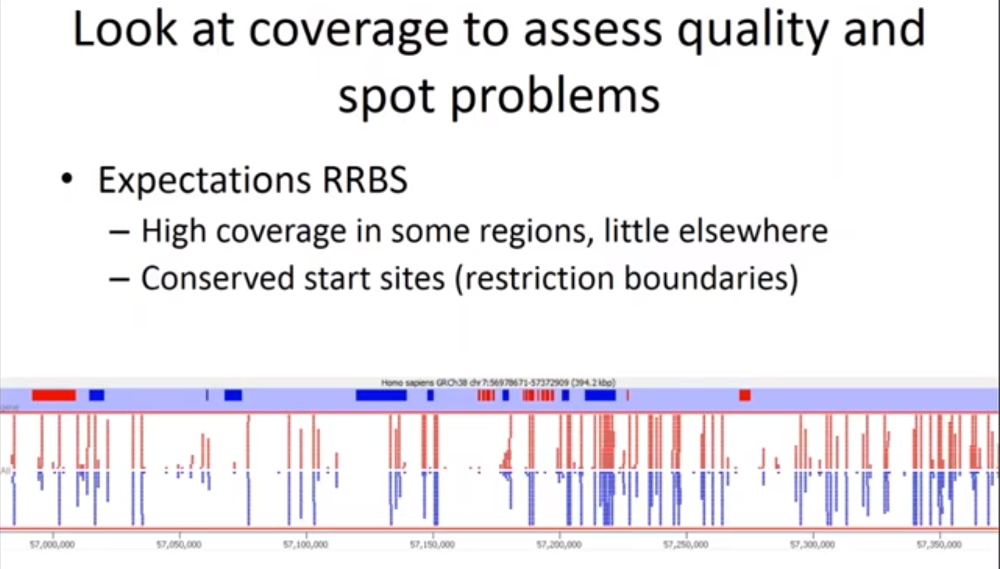 Look at coverage to assess quality and
spot problems
• Expectations RRBS
– High coverage in some regions, little elsewhere
– Conserved start sites (restriction boundaries)
Homo sapiens GRCh38 chr7:56978671-57372909 (394.2 kbp)
gene
All
57,000,000 57,050,000 57,100,000 57,150,000 57,200,000 57,250,000 57,300,000 57,350,000